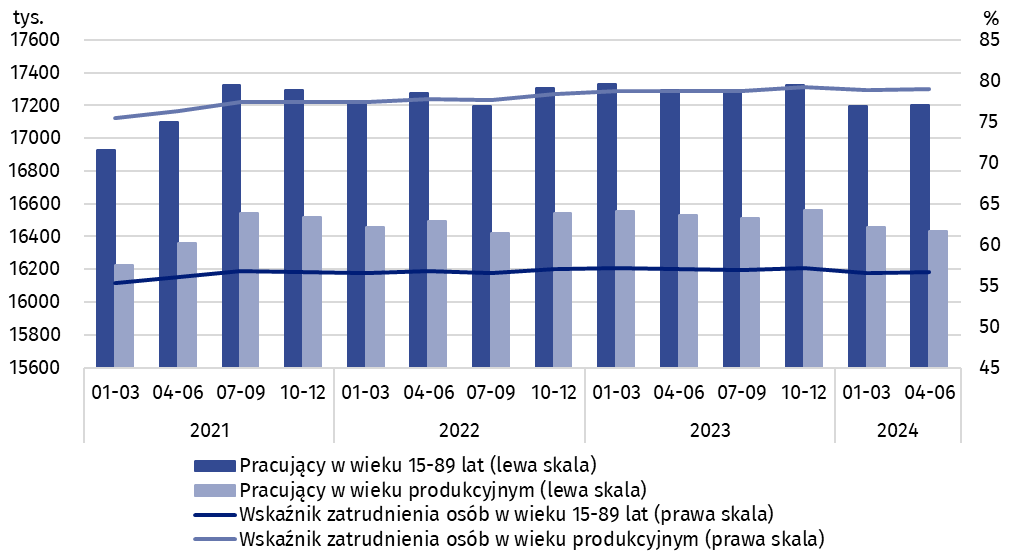 tys. %
17600 85
17400 80
17200 75
17000 70
16800 65
16600 60
16400 55
16200 50
16000 45
15800
15600
01-03 04-06 07-09 10-12 01-03 04-06 07-09 10-12 01-03 04-06 07-09 10-12 01-03 04-06
2021 2022 2023 2024
Pracujący w wieku 15-89 lat (lewa skala)
Pracujący w wieku produkcyjnym (lewa skala)
Wskaźnik zatrudnienia osób w wieku 15-89 lat (prawa skala)
Wskaźnik zatrudnienia osób w wieku produkcyjnym (prawa skala)